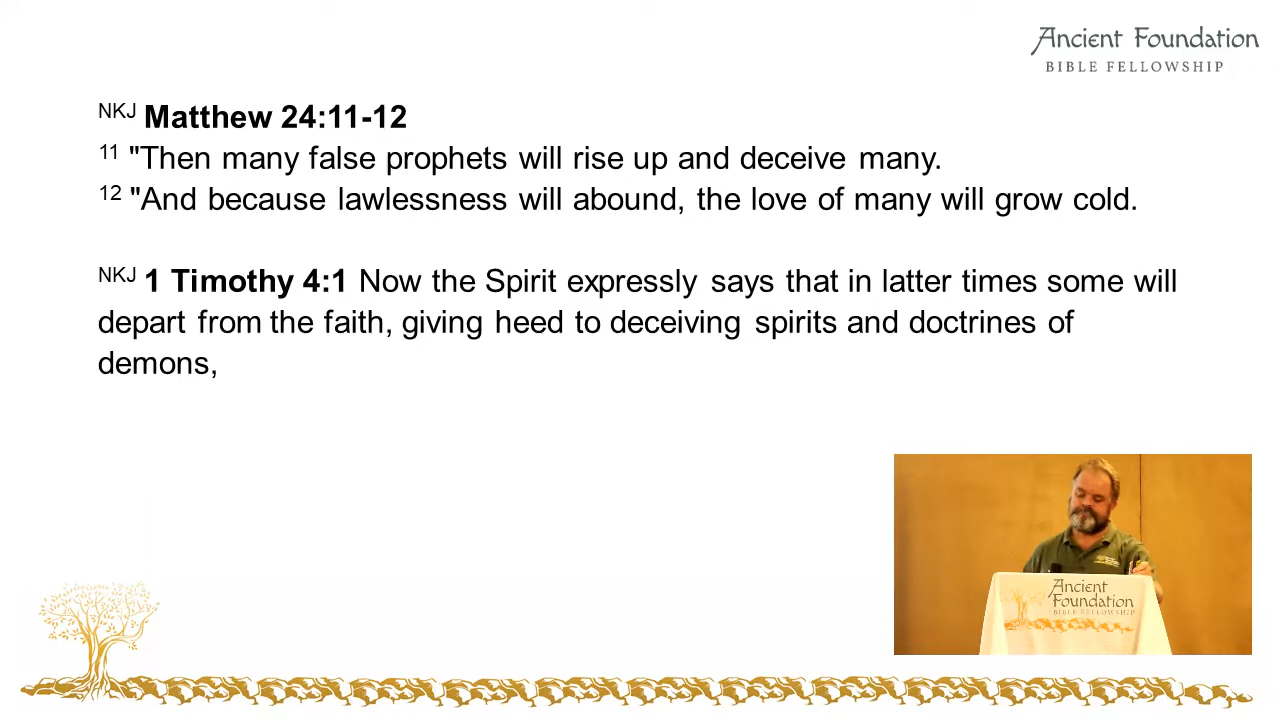 Ancient Foundation
BIBLE FELLOWSHIP
NKJ Matthew 24:11-12
11 "Then many false prophets will rise up and deceive many.
12 "And because lawlessness will abound, the love of many will grow cold.
NKJ 1 Timothy 4:1 Now the Spirit expressly says that in latter times some will
depart from the faith, giving heed to deceiving spirits and doctrines of
demons,
Ancient
Foundation
BIBLE FELLOWSHIP